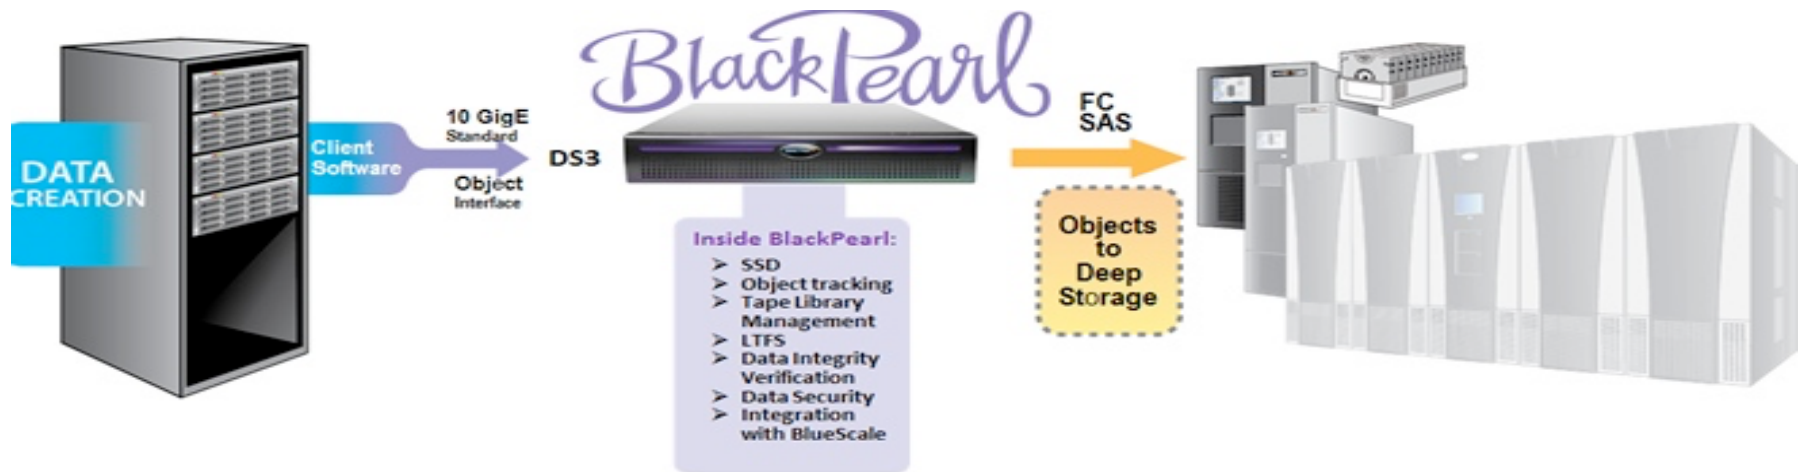 DATA
CREATION
Client
Software
10 GigE
Standard
Object
Interface
DS3
BlackPearl
Inside BlackPearl:
➢ SSD
➢ Object tracking
➢ Tape Library
Management
➢ LTFS
➢ Data Integrity
Verification
➢ Data Security
➢ Integration
with BlueScale
FC
SAS
Objects
to
Deep
Storage